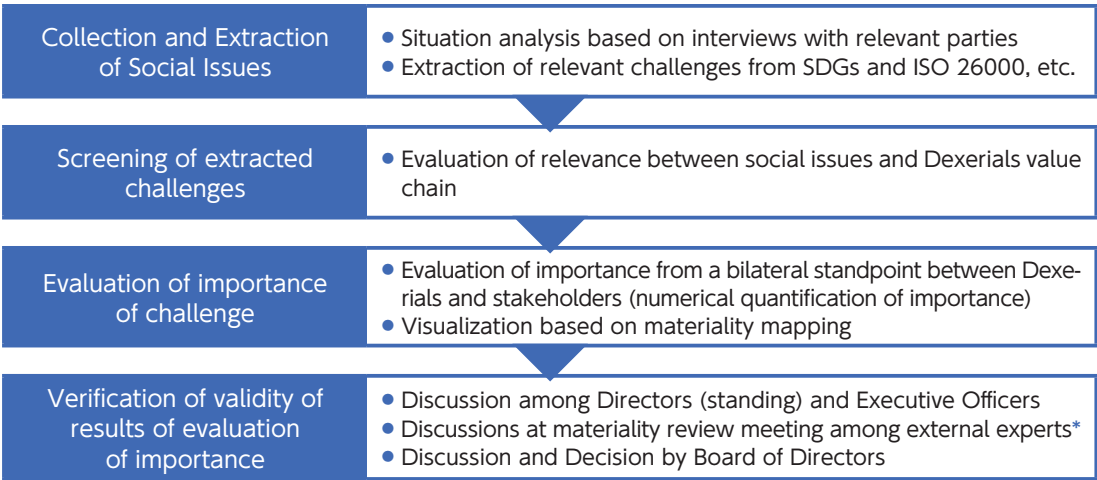 Collection and Extraction
of Social Issues
● Situation analysis based on interviews with relevant parties
● Extraction of relevant challenges from SDGs and ISO 26000, etc.
Screening of extracted
challenges
● Evaluation of relevance between social issues and Dexerials value
chain
Evaluation of importance
of challenge
● Evaluation of importance from a bilateral standpoint between Dexe-
rials and stakeholders (numerical quantification of importance)
● Visualization based on materiality mapping
Verification of validity of
results of evaluation
of importance
● Discussion among Directors (standing) and Executive Officers
● Discussions at materiality review meeting among external experts*
● Discussion and Decision by Board of Directors